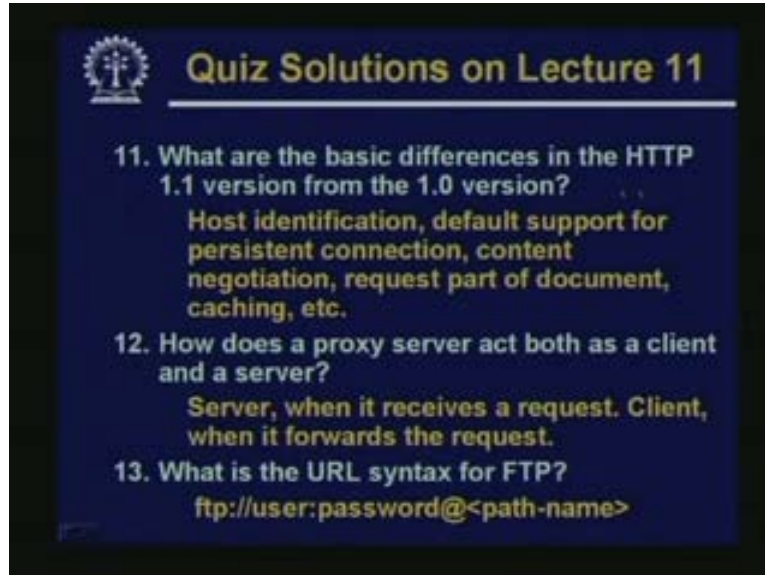 Quiz Solutions on Lecture 11
11. What are the basic differences in the HTTP
1.1 version from the 1.0 version?
Host identification, default support for
persistent connection, content
negotiation, request part of document,
caching, etc.
12. How does a proxy server act both as a client
and a server?
Server, when it receives a request. Client,
when it forwards the request.
13. What is the URL syntax for FTP?
ftp://user:password@<path-name>